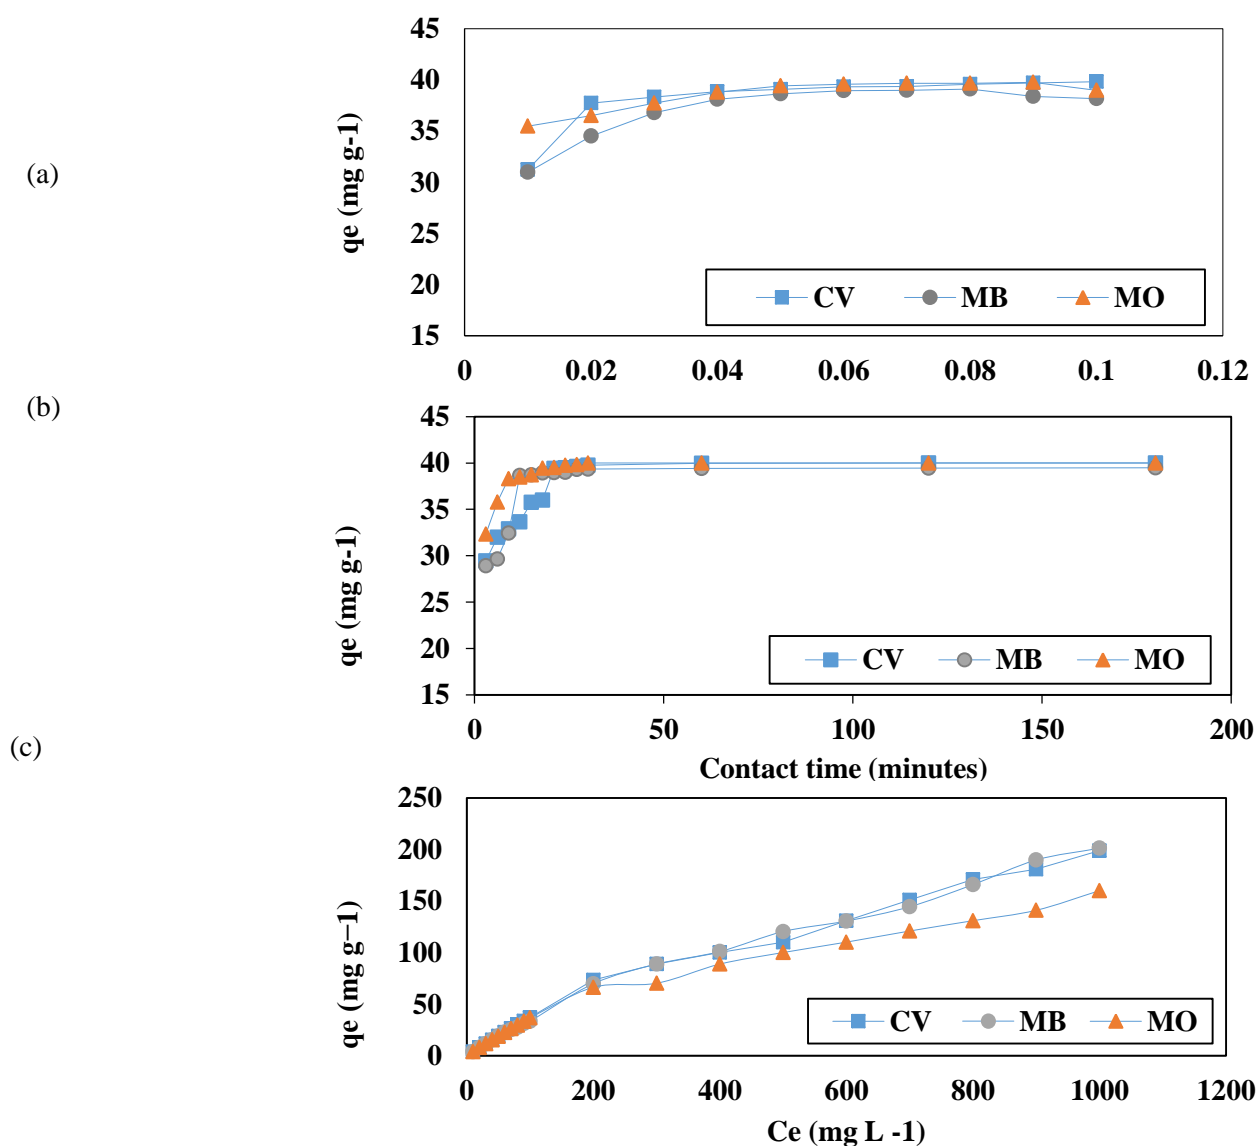 (a)
qe (mg g-1)
45
40
35
30
25
20
15
0 0.02 0.04 0.06 0.08 0.1 0.12
CV MB MO
(b)
qe (mg g-1)
45
40
35
30
25
20
15
0 50 100 150 200
CV MB MO
Contact time (minutes)
(c)
qe (mg g−1)
250
200
150
100
50
0
0 200 400 600 800 1000 1200
CV MB MO
Ce (mg L -1)